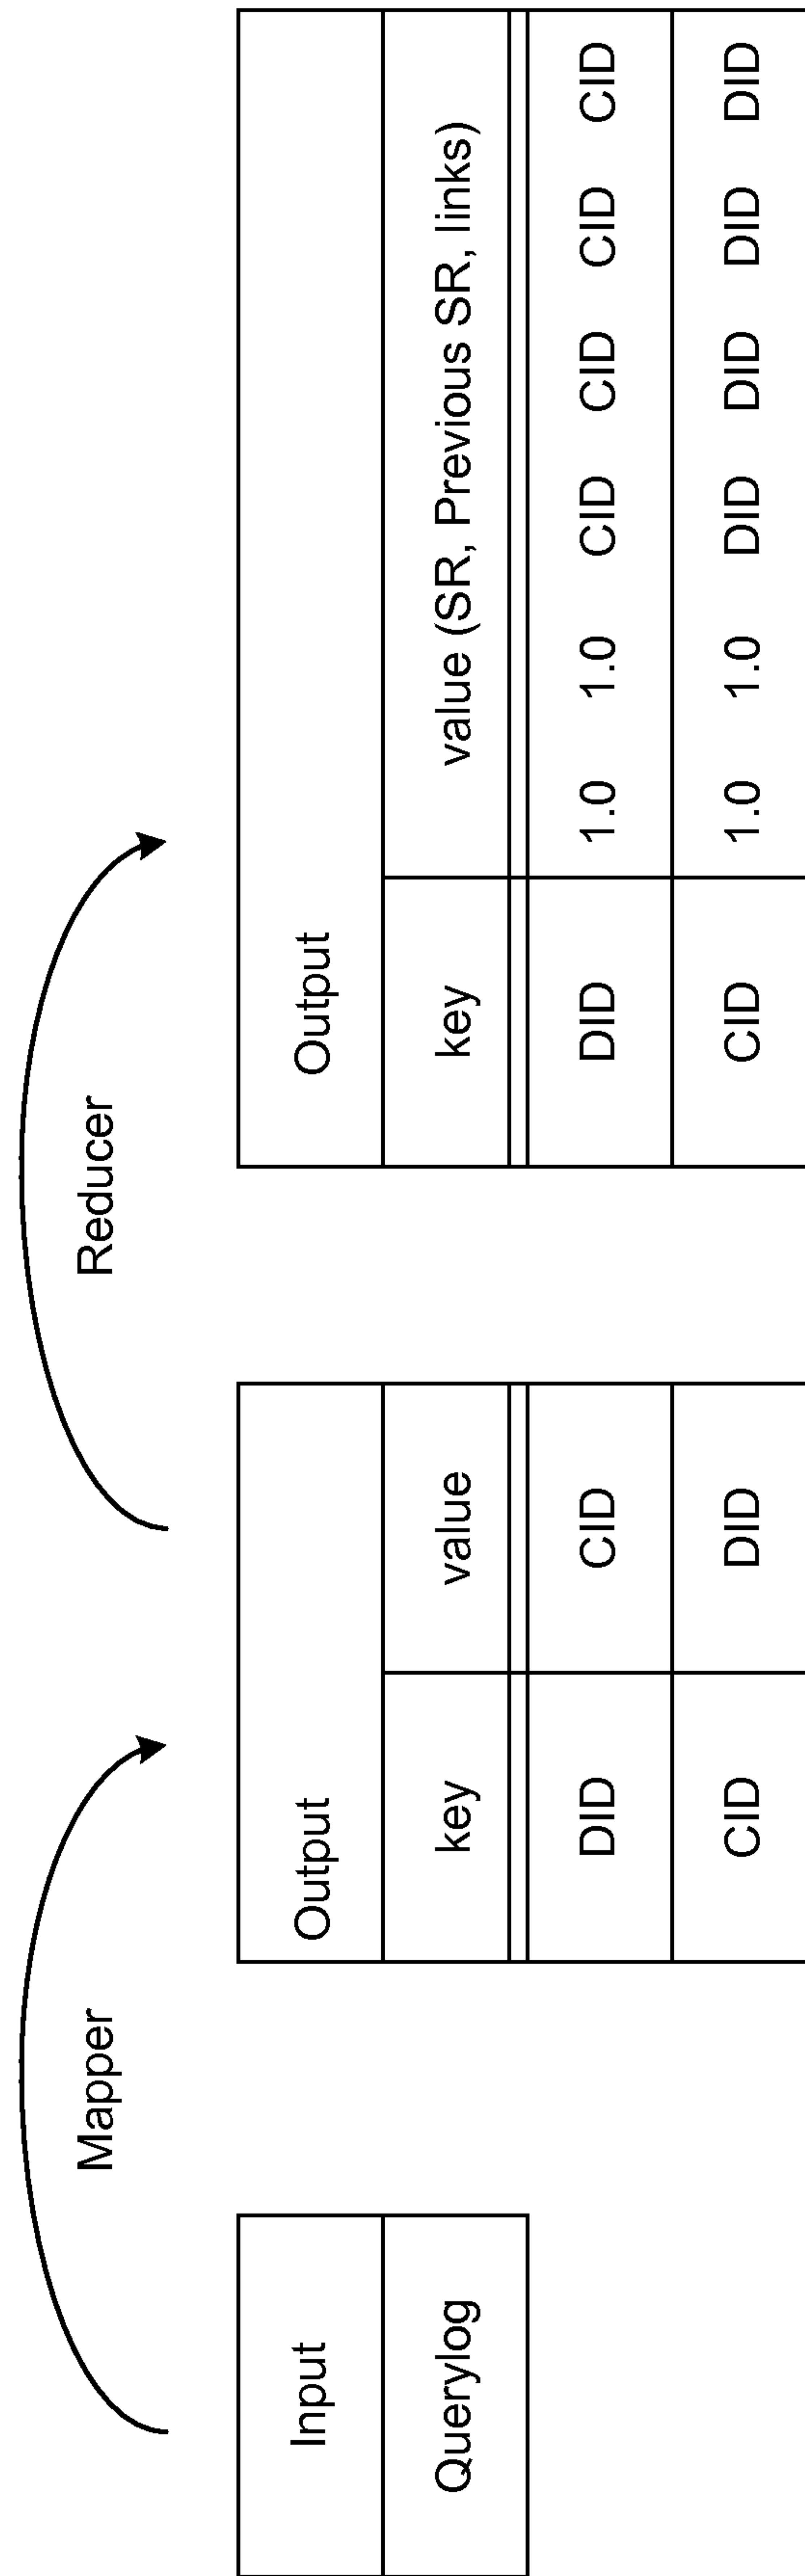 Mapper
Reducer
Input
Querylog
Output
key value
DID CID
CID DID
Output
key value (SR, Previous SR, links)
DID 1.0 1.0 CID CID CID CID
CID 1.0 1.0 DID DID DID DID